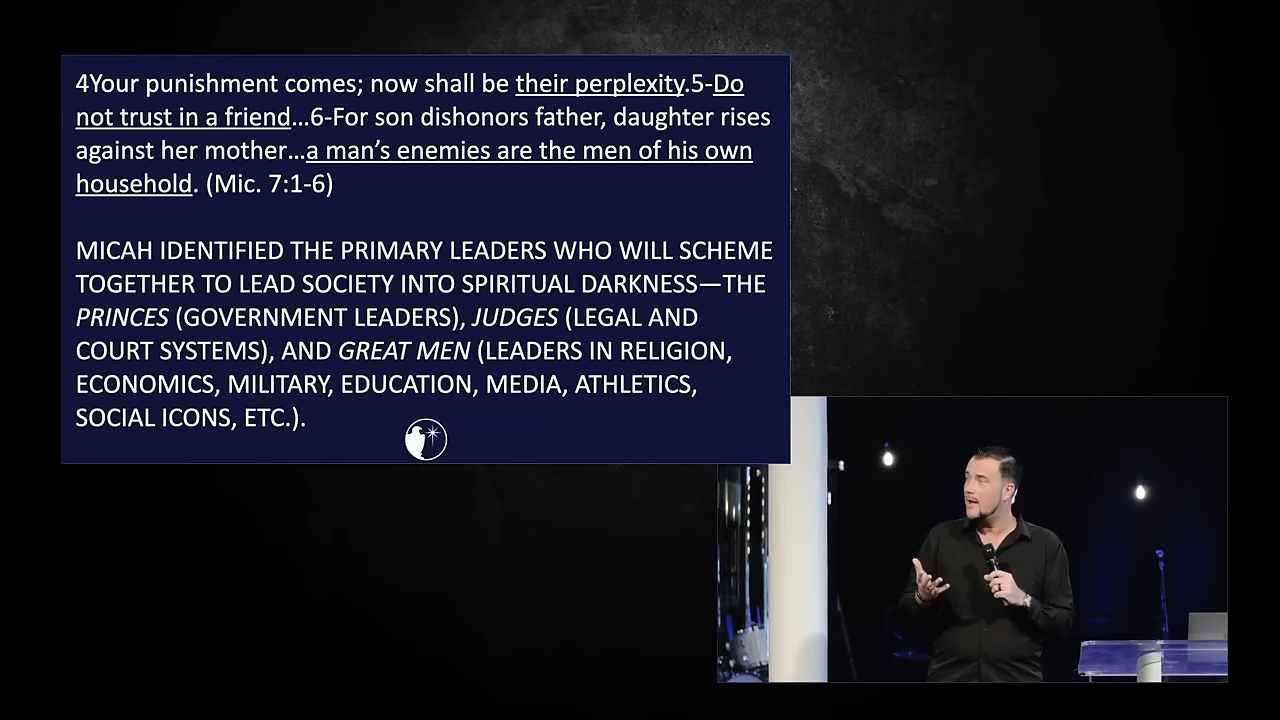 4Your punishment comes; now shall be their perplexity.5-Do
not trust in a friend…6-For son dishonors father, daughter rises
against her mother…a man’s enemies are the men of his own
household. (Mic. 7:1-6)
MICAH IDENTIFIED THE PRIMARY LEADERS WHO WILL SCHEME
TOGETHER TO LEAD SOCIETY INTO SPIRITUAL DARKNESS—THE
PRINCES (GOVERNMENT LEADERS), JUDGES (LEGAL AND
COURT SYSTEMS), AND GREAT MEN (LEADERS IN RELIGION,
ECONOMICS, MILITARY, EDUCATION, MEDIA, ATHLETICS,
SOCIAL ICONS, ETC.).